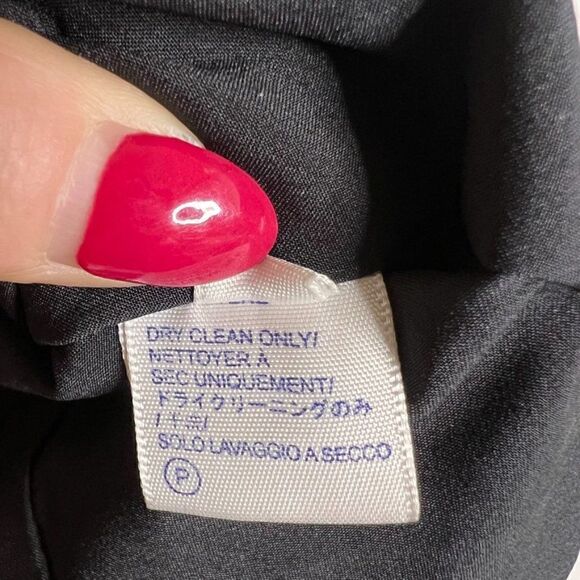 DRY CLEAN ONLY/
NETTOYER A
SEC UNIQUEMENT/
ドライクリーニングのみ
SOLO LAVAGGIO A SECCO
P